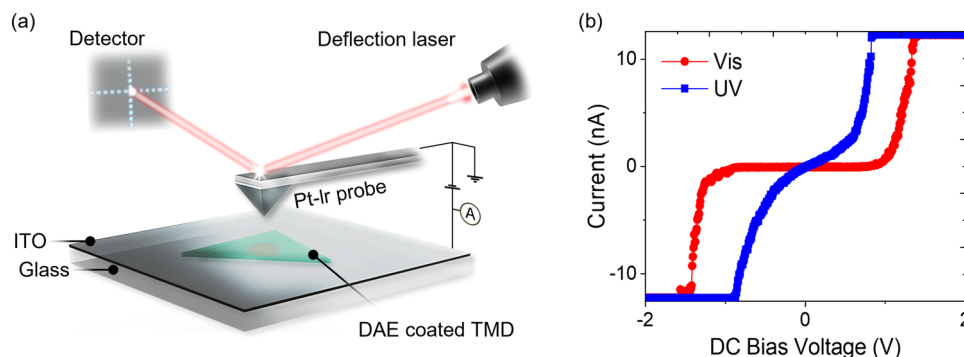 (a)
Detector
Deflection laser
Pt-Ir probe
A
ITO
Glass
DAE coated TMD
(b)
Vis
UV
Current (nA)
10
0
-10
-2
0
2
DC Bias Voltage (V)